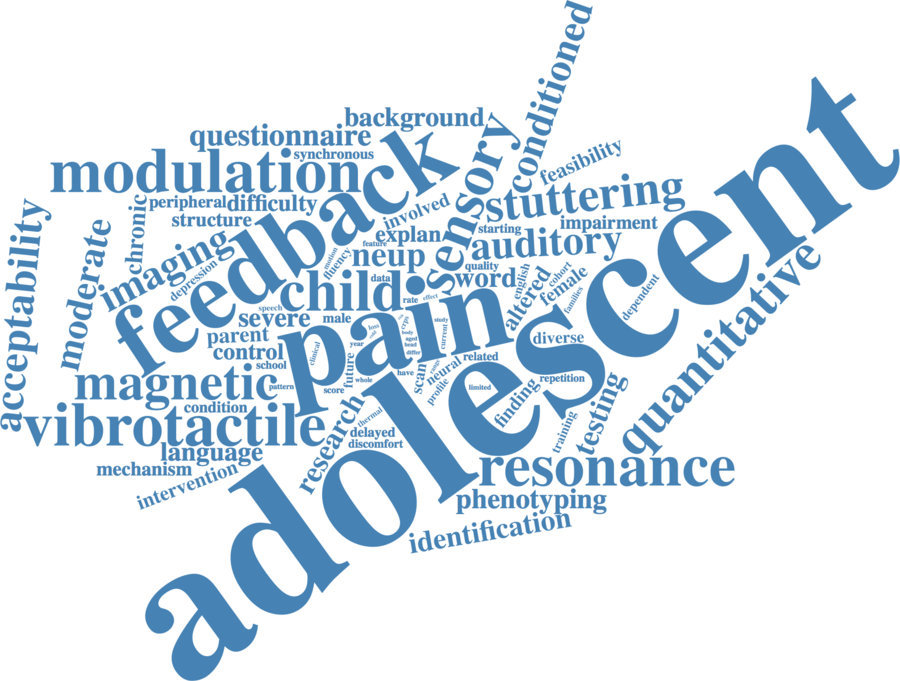 conditioned
adolescent
background
questionnaire
synchronous
feedback
sensory
feasibility
modulation
peripheral
difficulty
structure
chronic
involved
stuttering
starting
impairment
acceptability
moderate
imaging
depression
explan
feature
motion
fluency
neup
auditory
quality
word
english
altered
cohort
female
families
dependent
quantitative
child
data
rate
effect
speech
severe
male
parent
control
school
pain
loss
body
aged
head
differ
study
current
diverse
year
clinical
future
whole
have
scan
neural
related
profile
limited
finding
repetition
magnetic
pattern
score
condition
vibrotactile
research
thermal
delayed
discomfort
training
testing
language
mechanism
intervention
resonance
phenotyping
identification